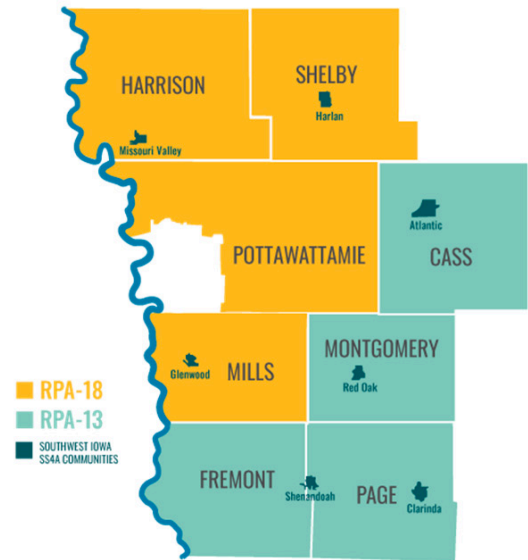 HARRISON
SHELBY
Harlan
Missouri Valley
Atlantic
POTTAWATTAMIE
CASS
MONTGOMERY
Glenwood
MILLS
Red Oak
RPA-18
RPA-13
SOUTHWEST IOWA
SS4A COMMUNITIES
FREMONT
Shenandoah
PAGE
Clarinda